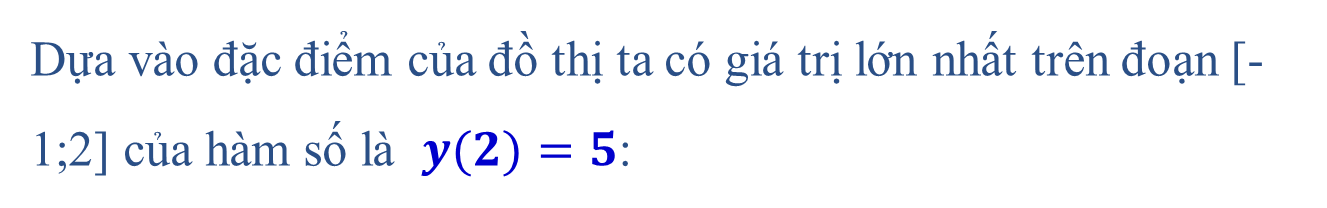 Dựa vào đặc điểm của đồ thị ta có giá trị lớn nhất trên đoạn [-
1;2] của hàm số là y(2) = 5: